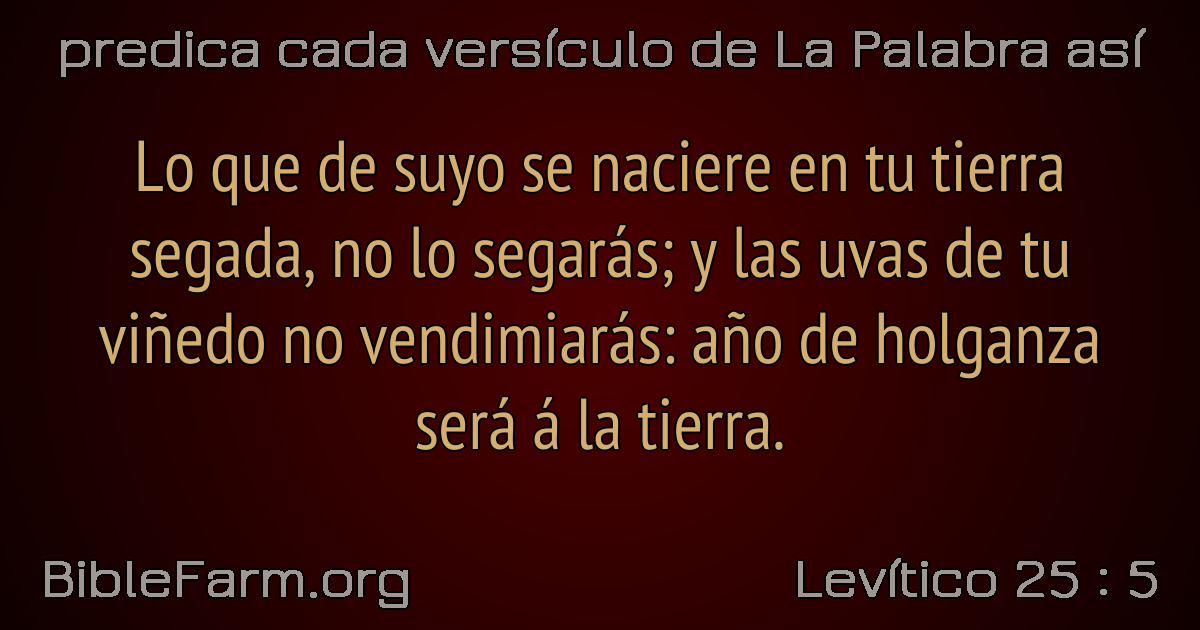 predica cada versículo de La Palabra así
Lo que de suyo se naciere en tu tierra
segada, no lo segarás; y las uvas de tu
viñedo no vendimiarás: año de holganza
será á la tierra.
BibleFarm.org
Levítico 25 : 5